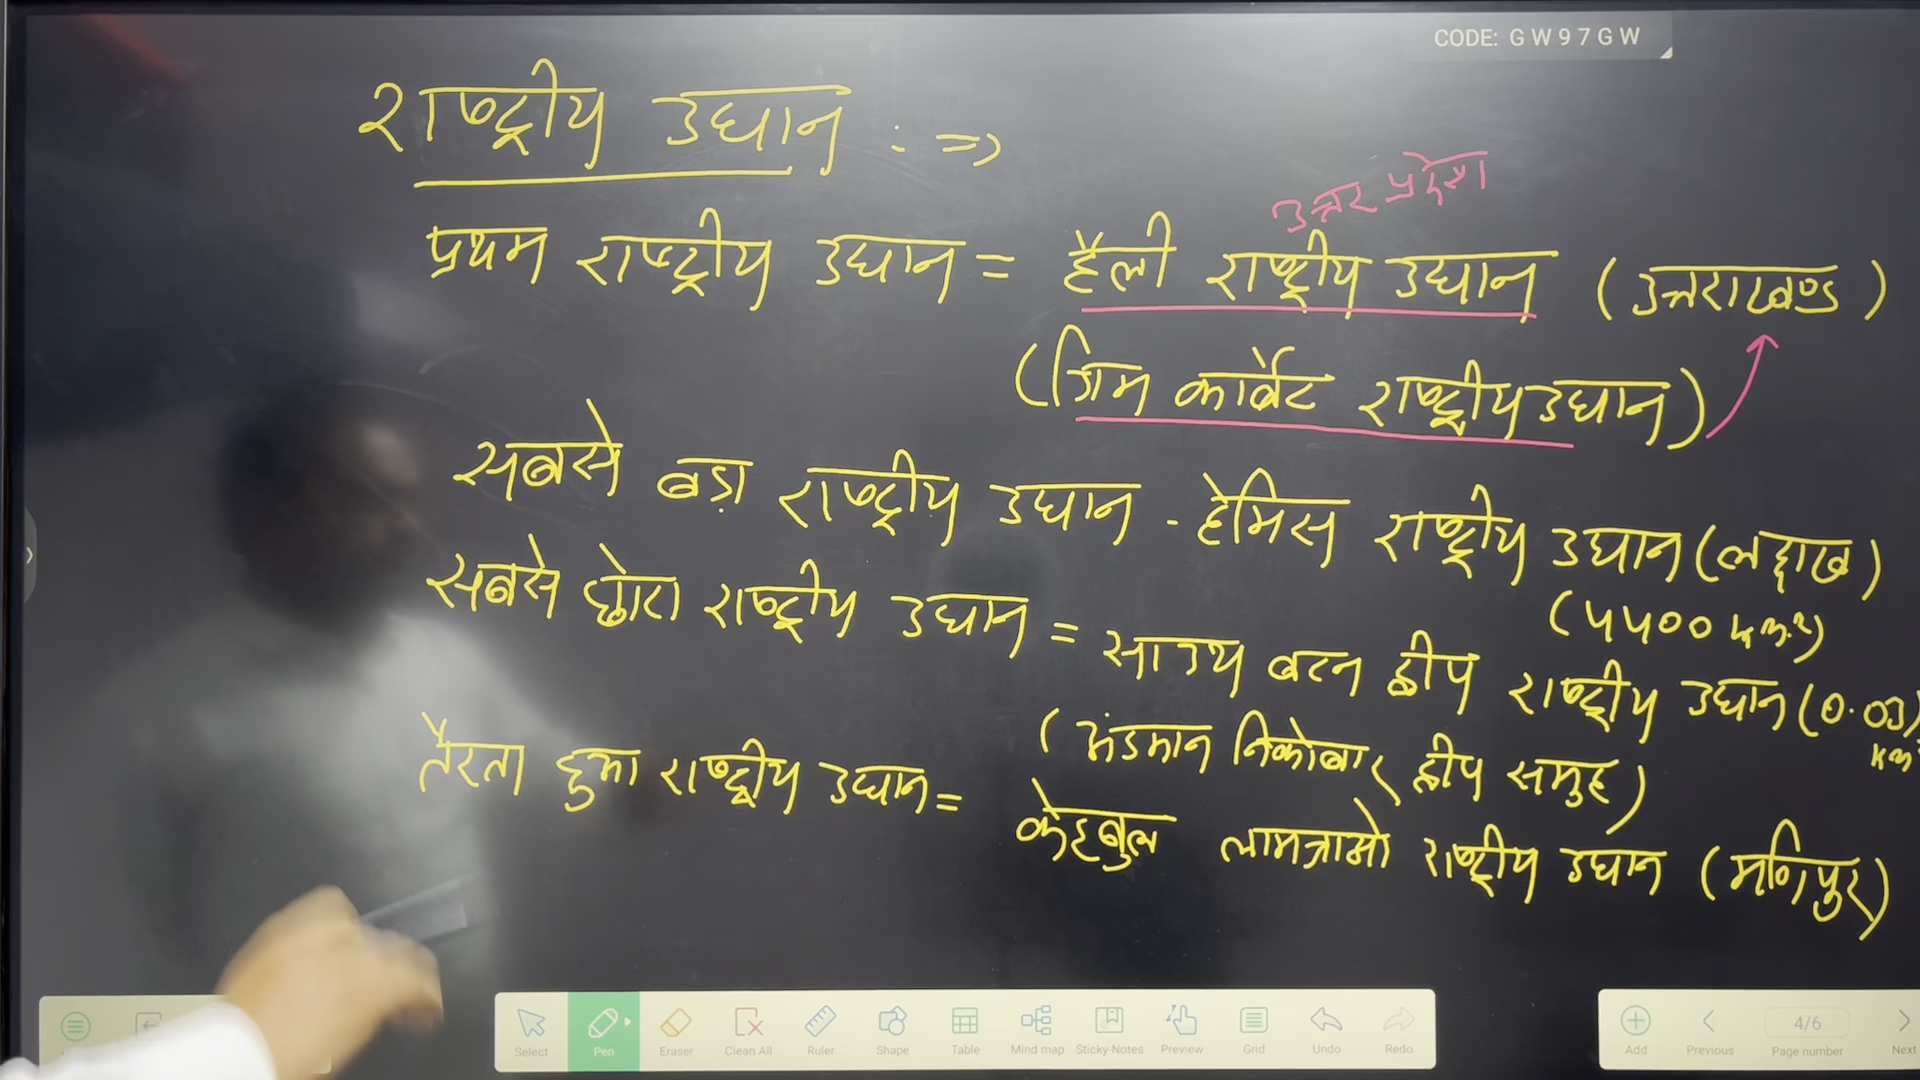 CODE: GW97GW
राष्ट्रीय उद्यान : =>
उत्तर प्रदेश
प्रथम राष्ट्रीय उद्यान = हैली राष्ट्रीय उद्यान (उत्तराखण्ड)
(जिम कार्बेट राष्ट्रीय उद्यान)
सबसे बड़ा राष्ट्रीय उद्यान - हेमिस राष्ट्रीय उद्यान (लद्दाख)
(4400 km.²)
सबसे छोटा राष्ट्रीय उद्यान = साउथ बटन द्वीप राष्ट्रीय उद्यान (0.03)
km²
(अंडमान निकोबार द्वीप समुह)
तैरता हुआ राष्ट्रीय उद्यान = केहबुल लामजाओ राष्ट्रीय उद्यान (मणिपुर)
Select Pen Eraser Clean All Ruler Shape Table Mind map Sticky-Notes Preview Grid Undo Redo
Add Previous 4/6 Page number Next